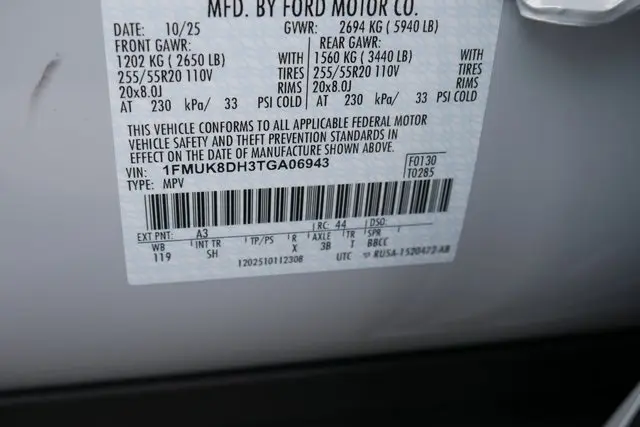 MFD. BY FORD MOTOR CO.
DATE: 10/25 GVWR: 2694 KG ( 5940 LB)
FRONT GAWR: REAR GAWR:
1202 KG ( 2650 LB) WITH 1560 KG ( 3440 LB) WITH
255/55R20 110V TIRES 255/55R20 110V TIRES
20x8.0J RIMS 20x8.0J RIMS
AT 230 kPa/ 33 PSI COLD AT 230 kPa/ 33 PSI COLD
THIS VEHICLE CONFORMS TO ALL APPLICABLE FEDERAL MOTOR
VEHICLE SAFETY AND THEFT PREVENTION STANDARDS IN
EFFECT ON THE DATE OF MANUFACTURE SHOWN ABOVE.
VIN: 1FMUK8DH3TGA06943 F0130
TYPE: MPV T0285
EXT PNT: A3 RC: 44 DSO:
WB INT TR TP/PS R AXLE TR SPR
119 SH X 3B T BBCC
1202510112308 UTC RUSA-1520472-AB